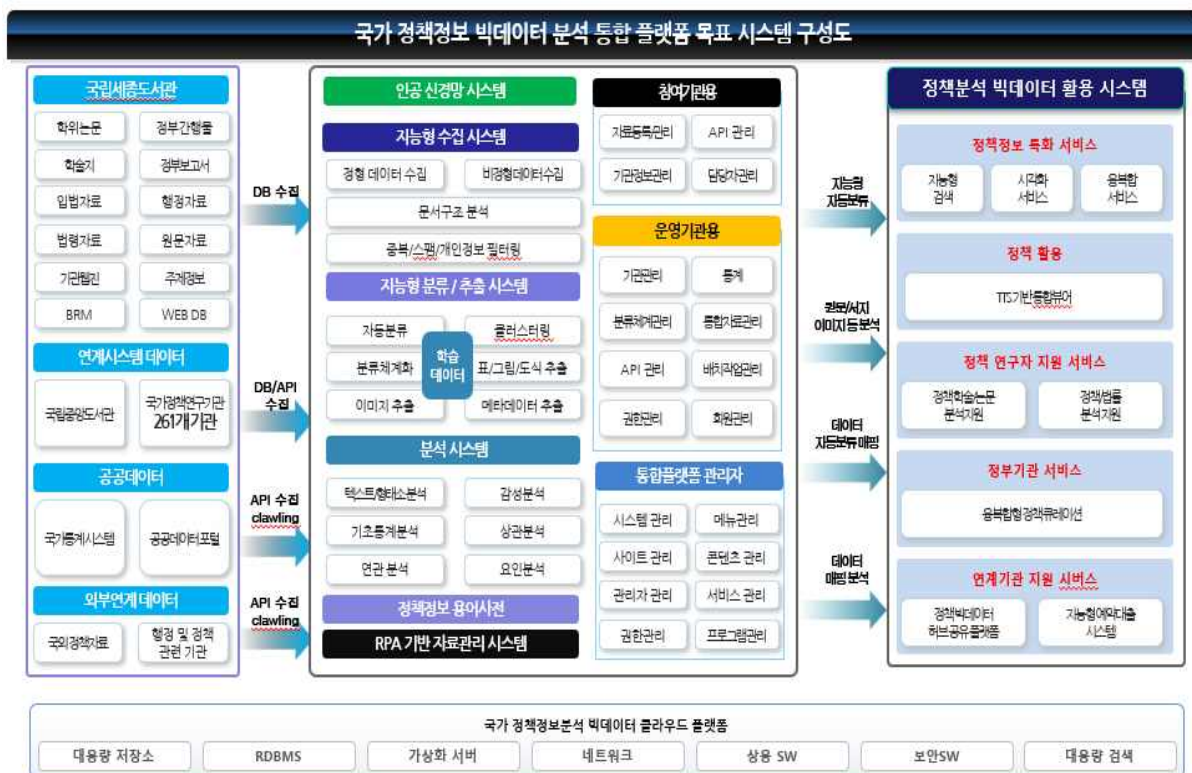 국가 정책정보 빅데이터 분석 통합 플랫폼 목표 시스템 구성도
국립세종도서관
학위논문
정부간행물
학술지
정부보고서
입법자료
행정자료
법령자료
원문자료
기관웹진
주제정보
BRM
WEB DB
연계시스템 데이터
국립중앙도서관
국가정책연구기관
261개기관
공공데이터
국가통계시스템
공공데이터포털
외부연계 데이터
국외정책자료
행정 및 정책
관련 기관
DB 수집
DB/API
수집
API 수집
clawling
API 수집
clawling
인공 신경망 시스템
지능형 수집 시스템
정형 데이터 수집
비정형데이터수집
문서구조 분석
중복/스팸/개인정보 필터링
지능형 분류 / 추출 시스템
자동분류
클러스터링
분류체계화
학습
데이터
표/그림/도식 추출
이미지 추출
메타데이터 추출
분석 시스템
텍스트/형태소분석
감성분석
기초통계분석
상관분석
연관 분석
요인분석
정책정보 용어사전
RPA 기반 자료관리 시스템
참여기관용
자료등록관리
API 관리
기관정보관리
담당자관리
운영기관용
기관관리
통계
분류체계관리
통합자료관리
API 관리
배치작업관리
권한관리
회원관리
통합플랫폼 관리자
시스템 관리
메뉴관리
사이트 관리
콘텐츠 관리
관리자 관리
서비스 관리
권한관리
프로그램관리
지능형
자동분류
원문/서지
이미지 등 분석
데이터
자동분류 매핑
데이터
매핑 분석
정책분석 빅데이터 활용 시스템
정책정보 특화 서비스
지능형
검색
시각화
서비스
융복합
서비스
정책 활용
TTS기반통합뷰어
정책 연구자 지원 서비스
정책학술논문
분석지원
정책법률
분석지원
정부기관 서비스
융복합형정책큐레이션
연계기관 지원 시버스
정책빅데이터
허브공유플랫폼
지능형예약대출
시스템
국가 정책정보분석 빅데이터 클라우드 플랫폼
대용량 저장소
RDBMS
가상화 서버
네트워크
상용 SW
보안SW
대용량 검색